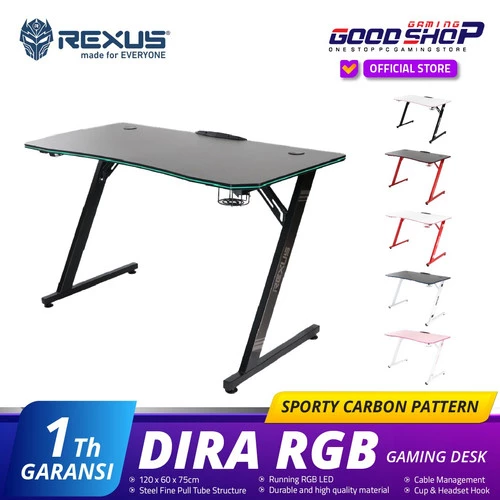 REXUS®
made for EVERYONE
GAMING
GOODSHOP
ONE STOP PC GAMING STORE
OFFICIAL STORE
REXUS
SPORTY CARBON PATTERN
1Th
GARANSI
DIRA RGB GAMING DESK
120 x 60 x 75cm
Steel Fine Pull Tube Structure
Running RGB LED
Durable and high quality material
Cable Management
Cup & Headset Hook